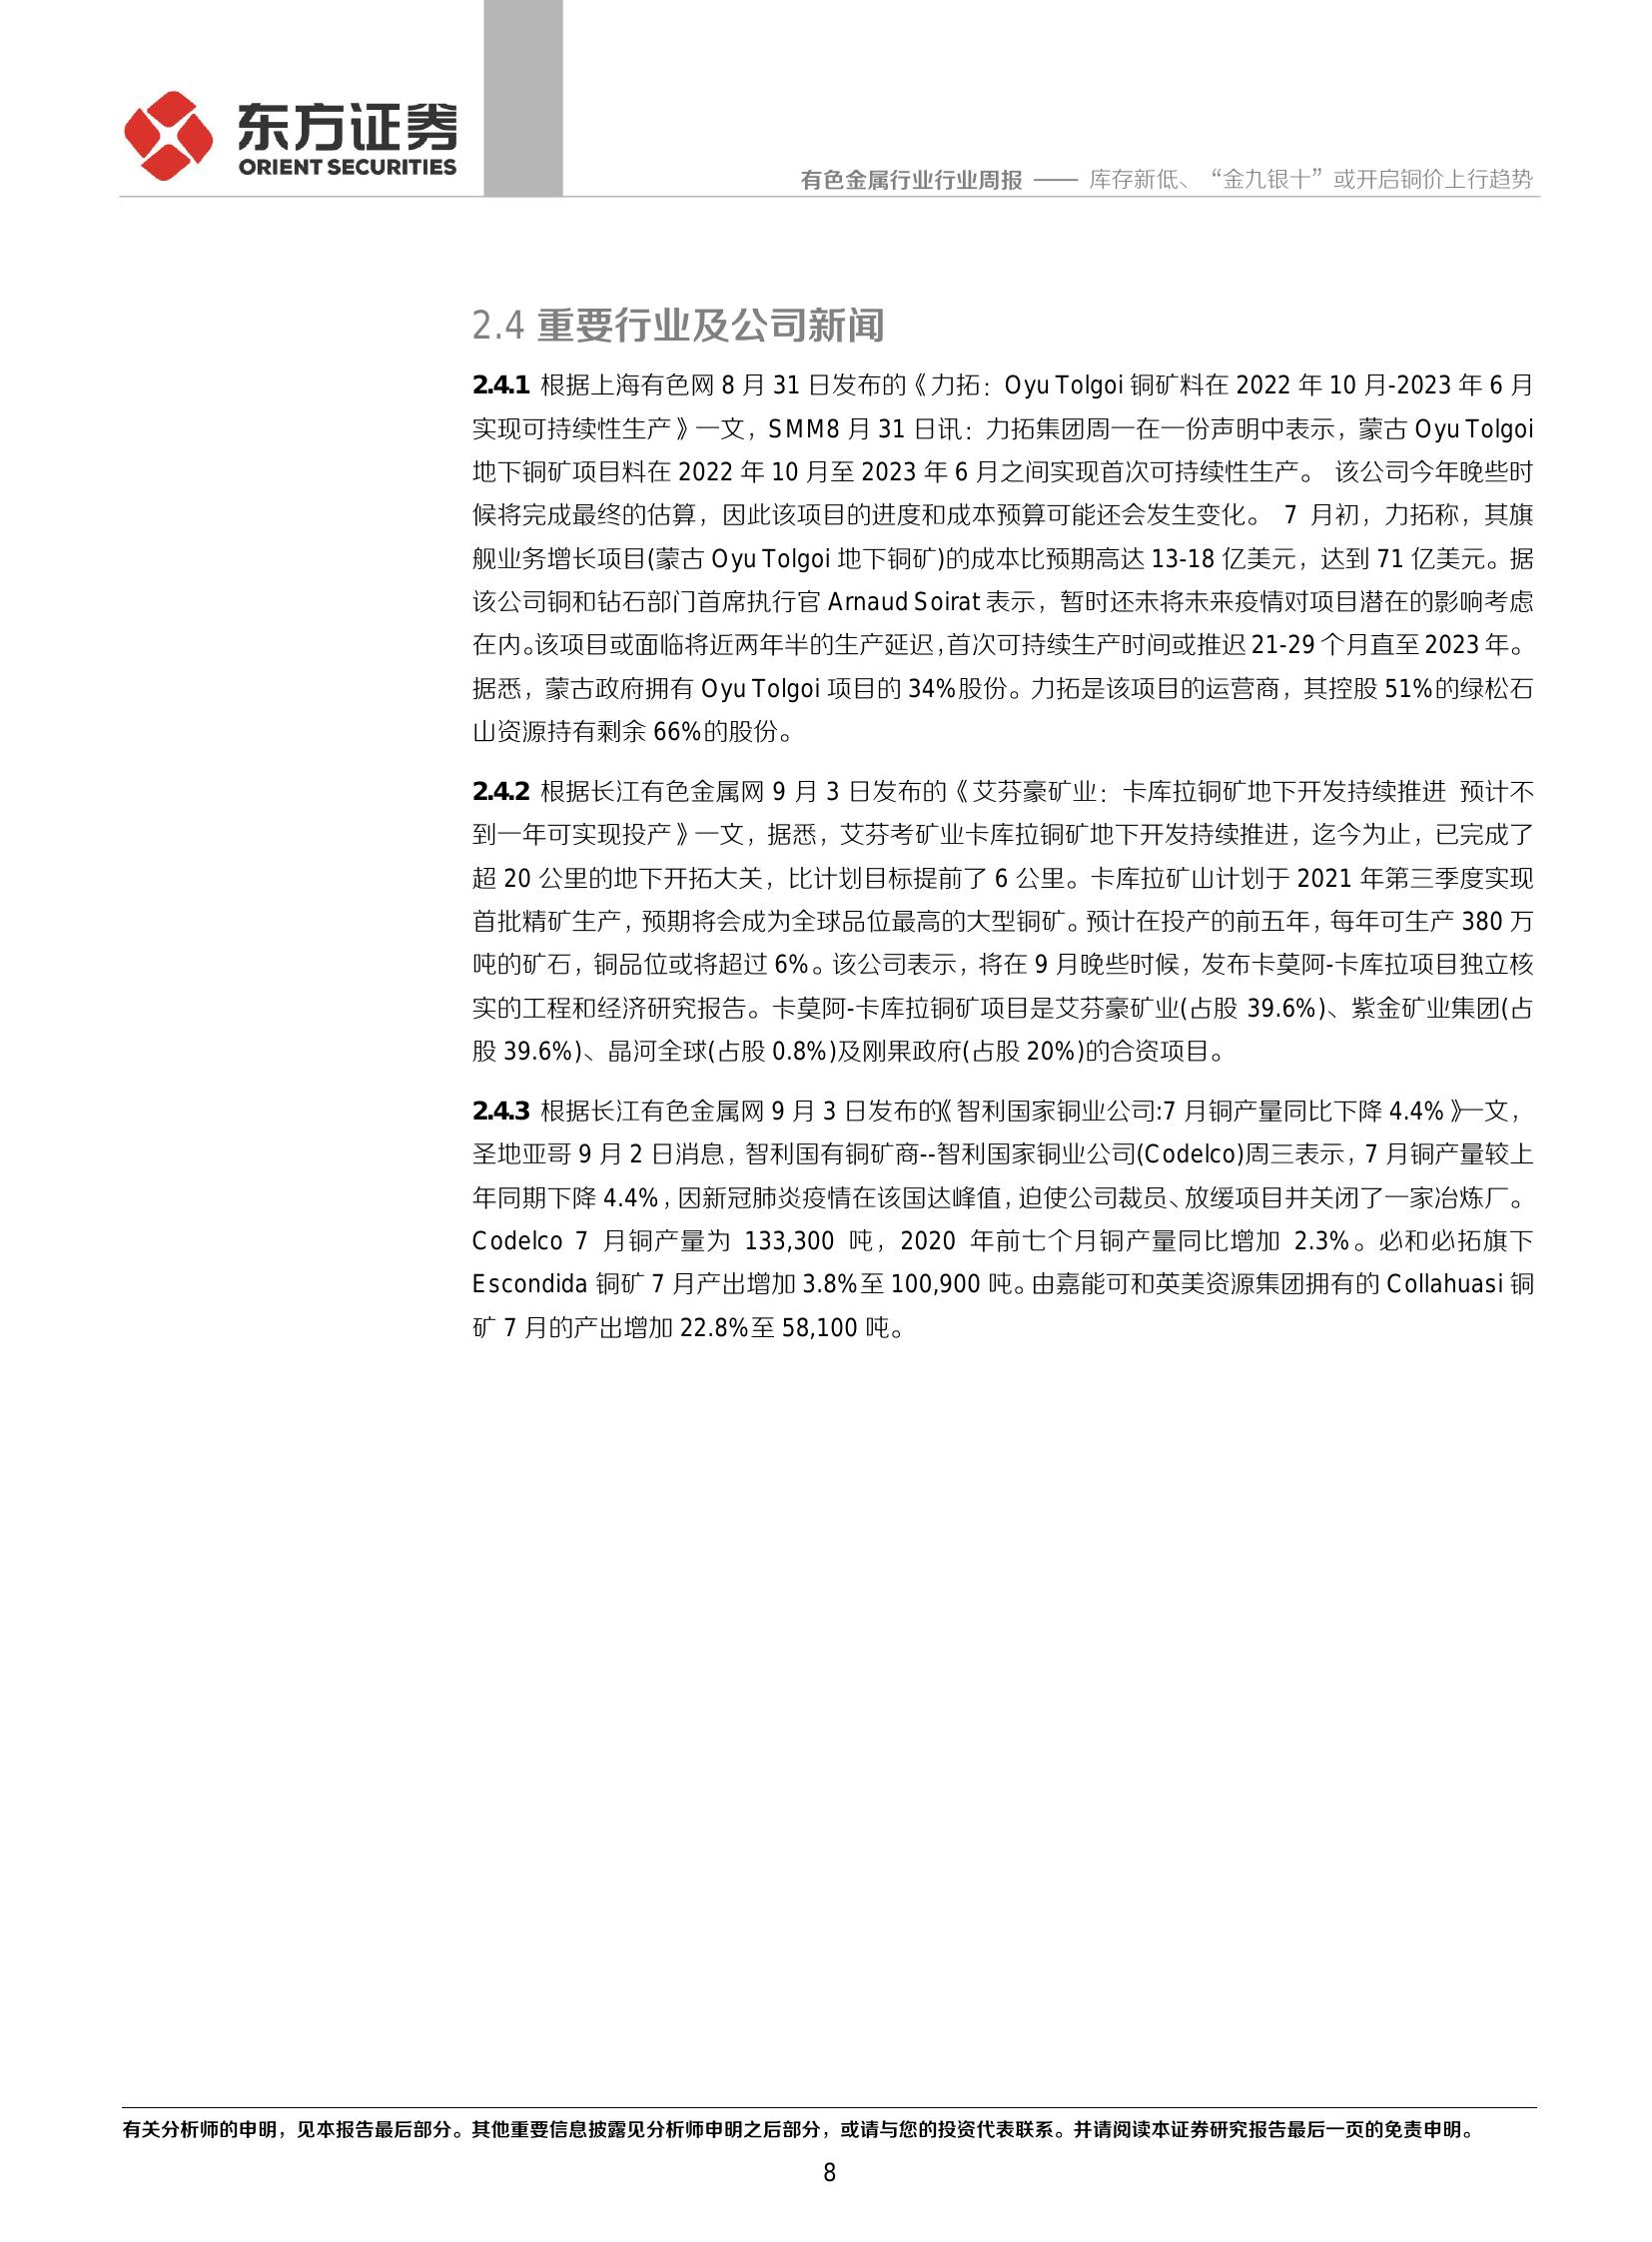 东方证券
ORIENT SECURITIES
有色金属行业行业周报 —— 库存新低、“金九银十”或开启铜价上行趋势
2.4 重要行业及公司新闻
2.4.1 根据上海有色网 8 月 31 日发布的《力拓：Oyu Tolgoi 铜矿料在 2022 年 10 月-2023 年 6 月
实现可持续性生产》一文，SMM8 月 31 日讯：力拓集团周一在一份声明中表示，蒙古 Oyu Tolgoi
地下铜矿项目料在 2022 年 10 月至 2023 年 6 月之间实现首次可持续性生产。 该公司今年晚些时
候将完成最终的估算，因此该项目的进度和成本预算可能还会发生变化。 7 月初，力拓称，其旗
舰业务增长项目(蒙古 Oyu Tolgoi 地下铜矿)的成本比预期高达 13-18 亿美元，达到 71 亿美元。据
该公司铜和钻石部门首席执行官 Arnaud Soirat 表示，暂时还未将未来疫情对项目潜在的影响考虑
在内。该项目或面临将近两年半的生产延迟，首次可持续生产时间或推迟 21-29 个月直至 2023 年。
据悉，蒙古政府拥有 Oyu Tolgoi 项目的 34%股份。力拓是该项目的运营商，其控股 51%的绿松石
山资源持有剩余 66%的股份。
2.4.2 根据长江有色金属网 9 月 3 日发布的《艾芬豪矿业：卡库拉铜矿地下开发持续推进 预计不
到一年可实现投产》一文，据悉，艾芬考矿业卡库拉铜矿地下开发持续推进，迄今为止，已完成了
超 20 公里的地下开拓大关，比计划目标提前了 6 公里。卡库拉矿山计划于 2021 年第三季度实现
首批精矿生产，预期将会成为全球品位最高的大型铜矿。预计在投产的前五年，每年可生产 380 万
吨的矿石，铜品位或将超过 6%。该公司表示，将在 9 月晚些时候，发布卡莫阿-卡库拉项目独立核
实的工程和经济研究报告。卡莫阿-卡库拉铜矿项目是艾芬豪矿业(占股 39.6%)、紫金矿业集团(占
股 39.6%)、晶河全球(占股 0.8%)及刚果政府(占股 20%)的合资项目。
2.4.3 根据长江有色金属网 9 月 3 日发布的《智利国家铜业公司:7 月铜产量同比下降 4.4%》一文，
圣地亚哥 9 月 2 日消息，智利国有铜矿商--智利国家铜业公司(Codelco)周三表示，7 月铜产量较上
年同期下降 4.4%，因新冠肺炎疫情在该国达峰值，迫使公司裁员、放缓项目并关闭了一家冶炼厂。
Codelco 7 月铜产量为 133,300 吨，2020 年前七个月铜产量同比增加 2.3%。必和必拓旗下
Escondida 铜矿 7 月产出增加 3.8%至 100,900 吨。由嘉能可和英美资源集团拥有的 Collahuasi 铜
矿 7 月的产出增加 22.8%至 58,100 吨。
有关分析师的申明，见本报告最后部分。其他重要信息披露见分析师申明之后部分，或请与您的投资代表联系。并请阅读本证券研究报告最后一页的免责申明。
8